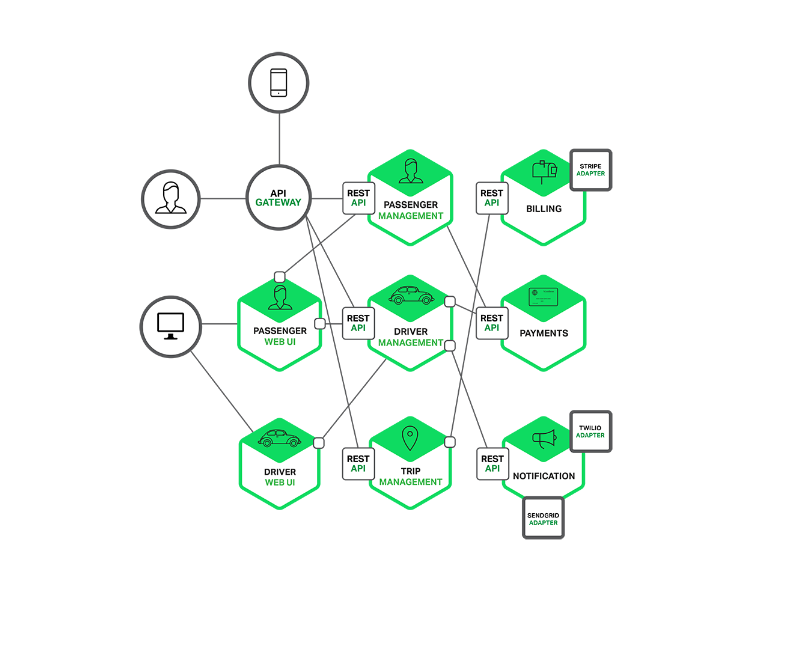 API
GATEWAY
REST
API
PASSENGER
MANAGEMENT
REST
API
BILLING
STRIPE
ADAPTER
PASSENGER
WEB UI
REST
API
DRIVER
MANAGEMENT
REST
API
PAYMENTS
DRIVER
WEB UI
REST
API
TRIP
MANAGEMENT
REST
API
NOTIFICATION
TWILIO
ADAPTER
SENDGRID
ADAPTER